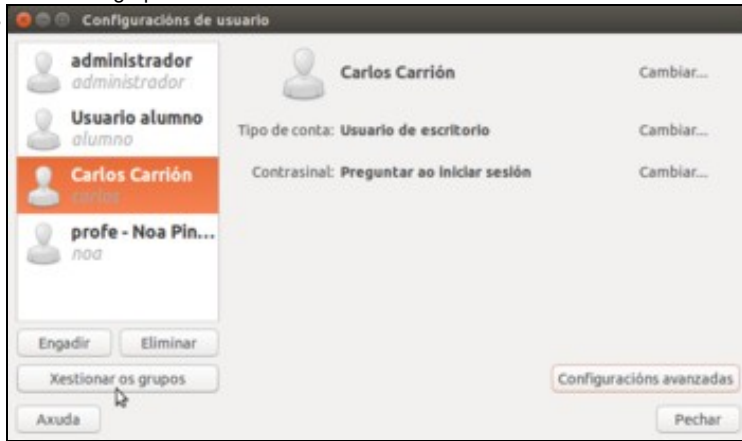 Configuracións de usuario
administrador
administrador
Usuario alumno
alumno
Carlos Carrión
carlos
profe - Noa Pin...
noa
Engadir
Eliminar
Xestionar os grupos
Axuda
Carlos Carrión
Cambiar...
Tipo de conta: Usuario de escritorio
Cambiar...
Contrasinal: Preguntar ao iniciar sesión
Cambiar...
Configuracións avanzadas
Pechar